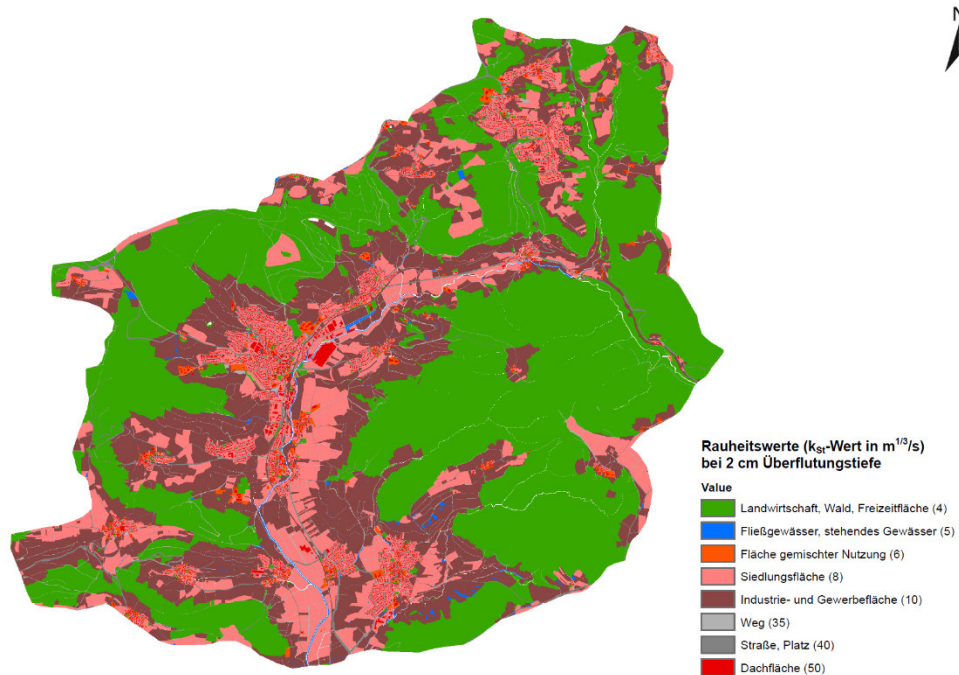 N
Rauheitswerte (kSt-Wert in m1/3/s)
bei 2 cm Überflutungstiefe
Value
Landwirtschaft, Wald, Freizeitfläche (4)
Fließgewässer, stehendes Gewässer (5)
Fläche gemischter Nutzung (6)
Siedlungsfläche (8)
Industrie- und Gewerbefläche (10)
Weg (35)
Straße, Platz (40)
Dachfläche (50)